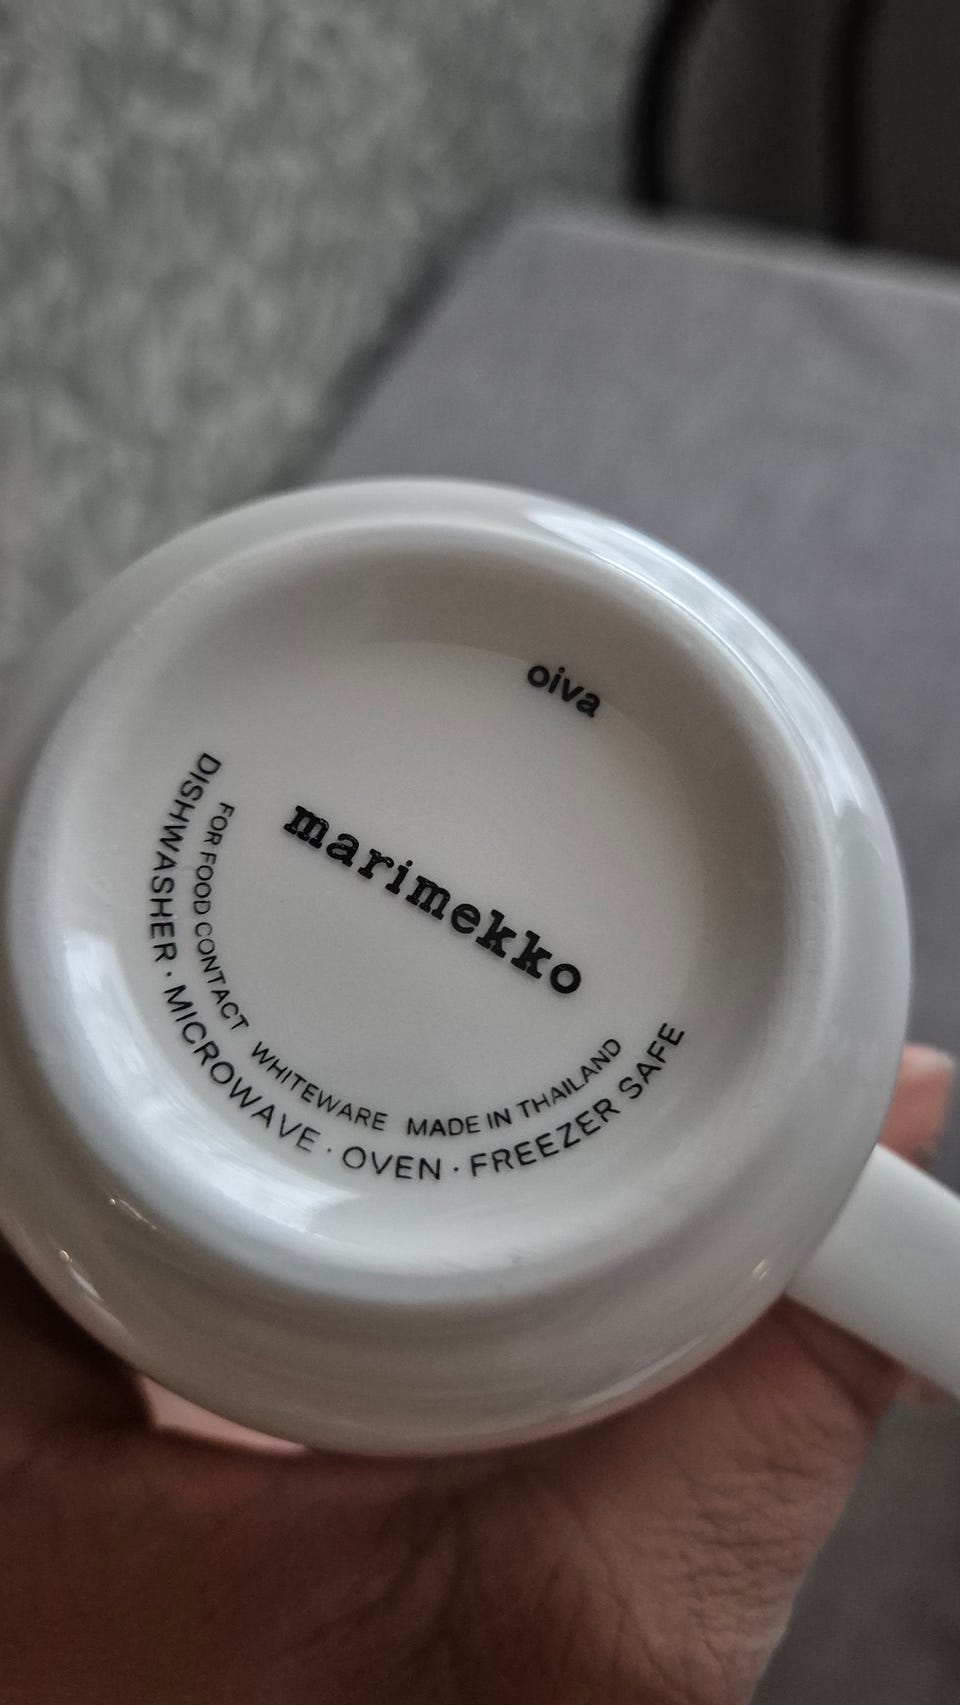 oiva
marimekko
FOR FOOD CONTACT WHITEWARE MADE IN THAILAND
DISHWASHER · MICROWAVE · OVEN · FREEZER SAFE